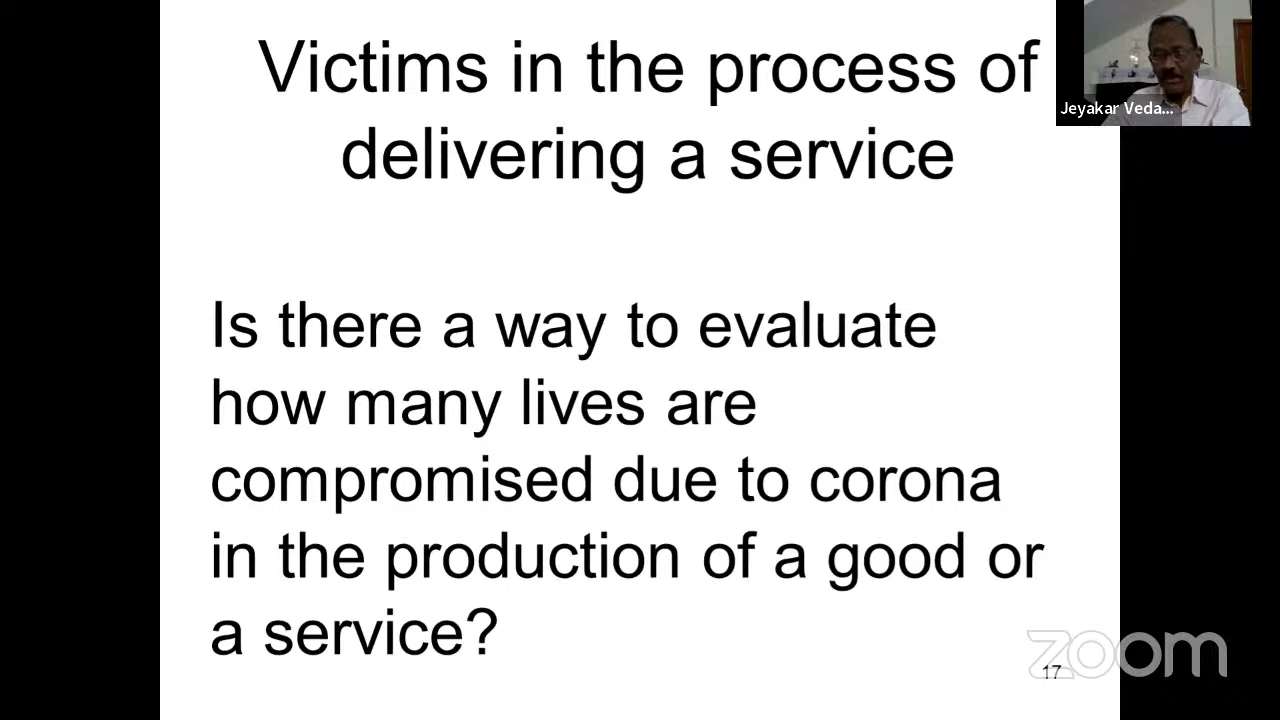 Victims in the process of
delivering a service
Jeyakar Veda...
Is there a way to evaluate
how many lives are
compromised due to corona
in the production of a good or
a service?
zoom
17